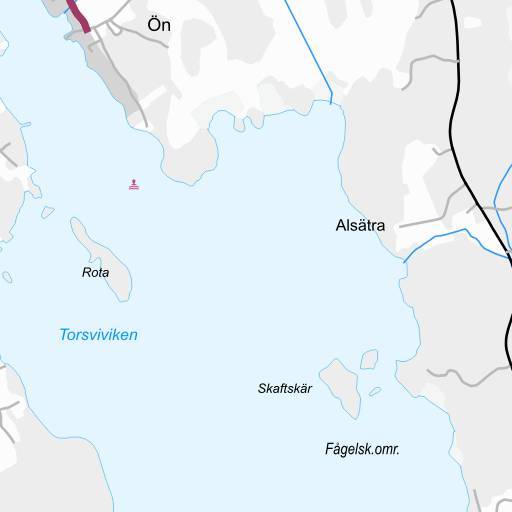 Ön
Alsätra
Rota
Torsviviken
Skaftskär
Fågelsk.omr.